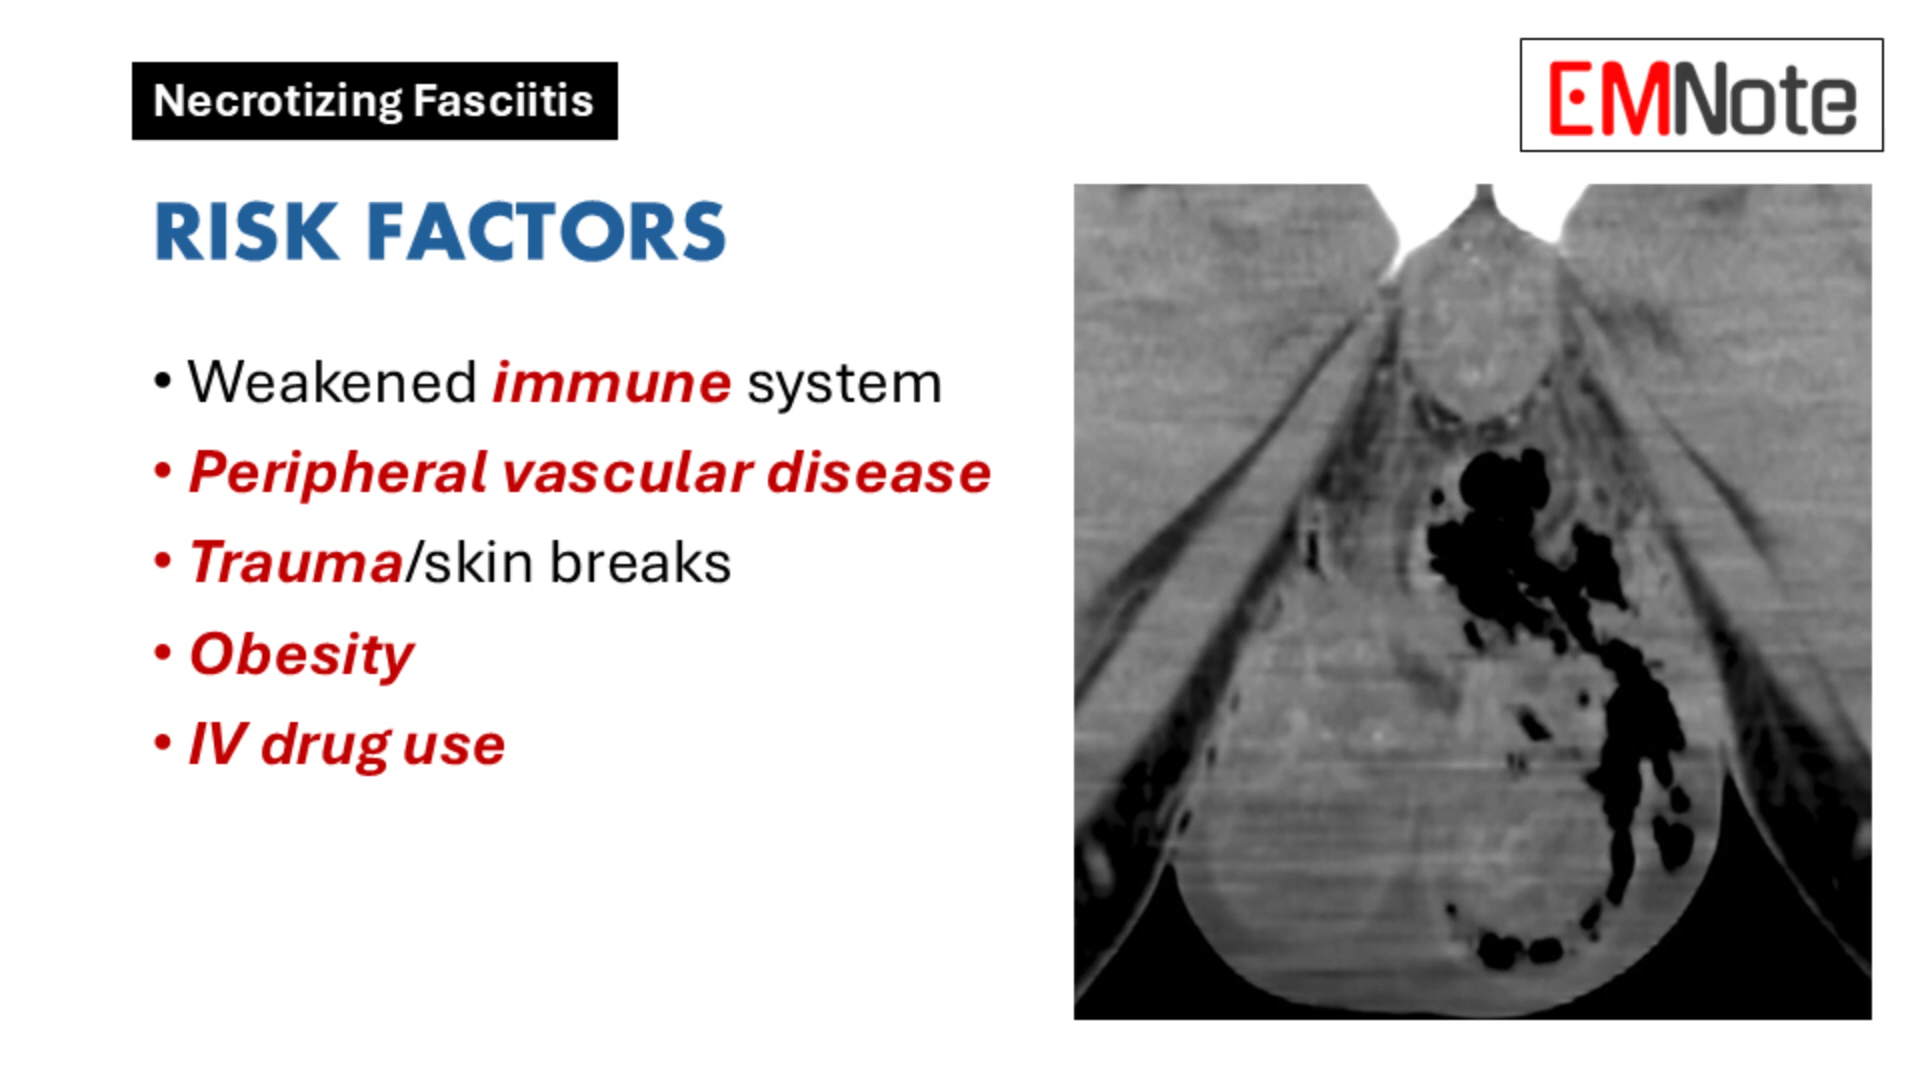 Necrotizing Fasciitis
EMNote
RISK FACTORS
• Weakened immune system
• Peripheral vascular disease
• Trauma/skin breaks
• Obesity
• IV drug use